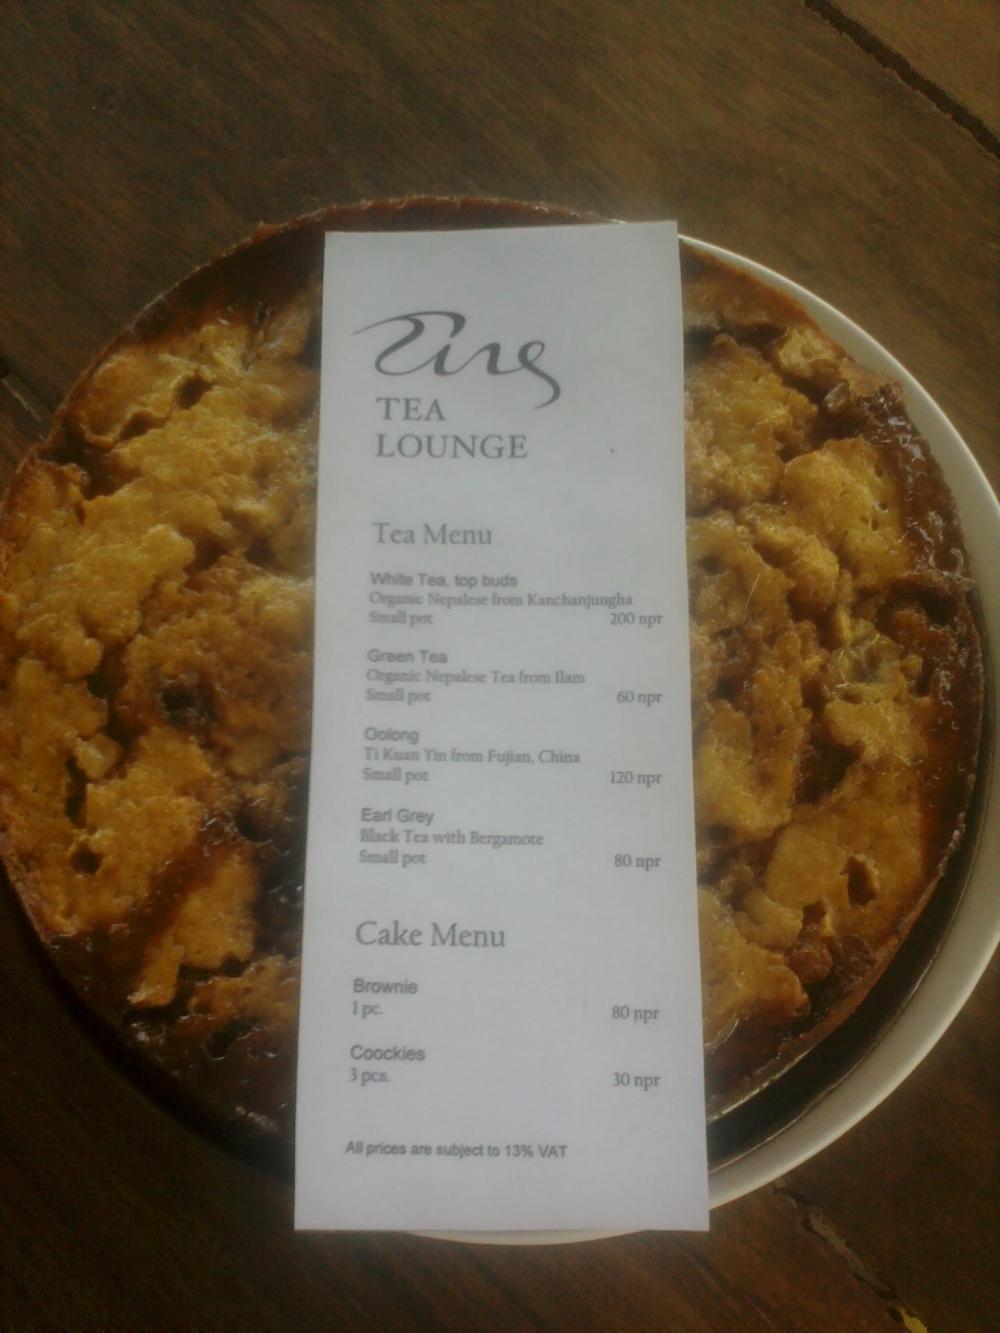 Ting
TEA
LOUNGE
Tea Menu
White Tea, top buds
Organic Nepalese from Kanchanjungha
Small pot 200 npr
Green Tea
Organic Nepalese Tea from Ilam
Small pot 60 npr
Oolong
Ti Kuan Yin from Fujian, China
Small pot 120 npr
Earl Grey
Black Tea with Bergamote
Small pot 80 npr
Cake Menu
Brownie
1 pc. 80 npr
Coockies
3 pcs. 30 npr
All prices are subject to 13% VAT